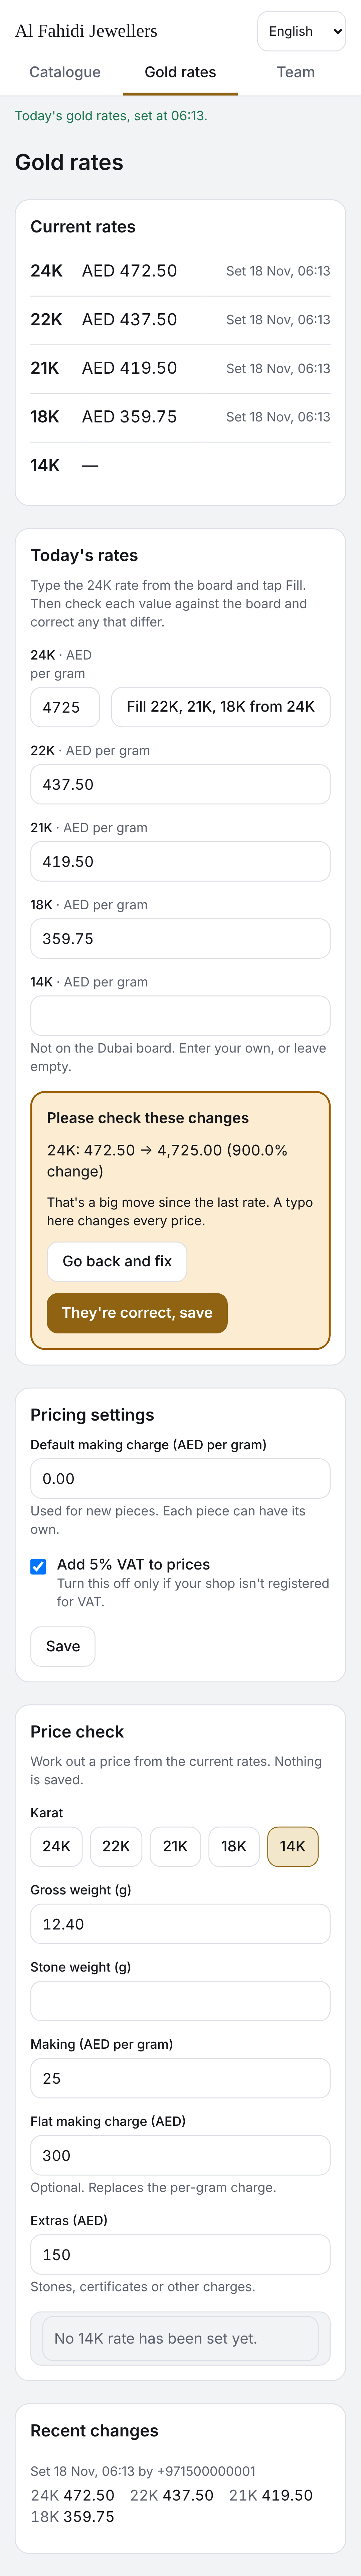 Al Fahidi Jewellers
English
Catalogue Gold rates Team
Today's gold rates, set at 06:13.
Gold rates
Current rates
24K AED 472.50 Set 18 Nov, 06:13
22K AED 437.50 Set 18 Nov, 06:13
21K AED 419.50 Set 18 Nov, 06:13
18K AED 359.75 Set 18 Nov, 06:13
14K —
Today's rates
Type the 24K rate from the board and tap Fill.
Then check each value against the board and
correct any that differ.
24K · AED
per gram
4725 Fill 22K, 21K, 18K from 24K
22K · AED per gram
437.50
21K · AED per gram
419.50
18K · AED per gram
359.75
14K · AED per gram
Not on the Dubai board. Enter your own, or leave
empty.
Please check these changes
24K: 472.50 → 4,725.00 (900.0%
change)
That's a big move since the last rate. A typo
here changes every price.
Go back and fix
They're correct, save
Pricing settings
Default making charge (AED per gram)
0.00
Used for new pieces. Each piece can have its
own.
Add 5% VAT to prices
Turn this off only if your shop isn't registered
for VAT.
Save
Price check
Work out a price from the current rates. Nothing
is saved.
Karat
24K 22K 21K 18K 14K
Gross weight (g)
12.40
Stone weight (g)
Making (AED per gram)
25
Flat making charge (AED)
300
Optional. Replaces the per-gram charge.
Extras (AED)
150
Stones, certificates or other charges.
No 14K rate has been set yet.
Recent changes
Set 18 Nov, 06:13 by +971500000001
24K 472.50 22K 437.50 21K 419.50
18K 359.75